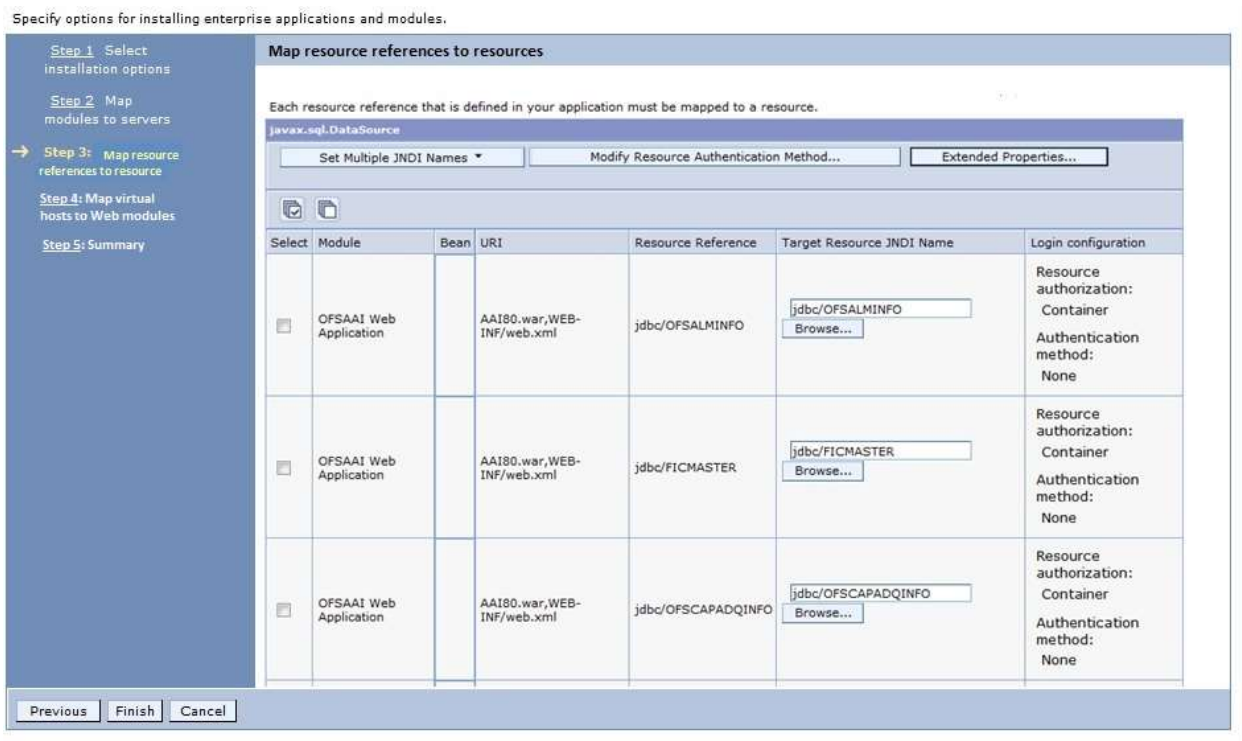 Specify options for installing enterprise applications and modules.
Step 1 Select
installation options
Step 2 Map
modules to servers
Step 3: Map resource
references to resource
Step 4: Map virtual
hosts to Web modules
Step 5: Summary
Map resource references to resources
Each resource reference that is defined in your application must be mapped to a resource.
javax.sql.DataSource
Set Multiple JNDI Names
Modify Resource Authentication Method...
Extended Properties...
Select Module Bean URI Resource Reference Target Resource JNDI Name Login configuration
OFSAAI Web
Application
AAI80.war,WEB-
INF/web.xml
jdbc/OFSALMINFO
jdbc/OFSALMINFO
Browse...
Resource
authorization:
Container
Authentication
method:
None
OFSAAI Web
Application
AAI80.war,WEB-
INF/web.xml
jdbc/FICMASTER
jdbc/FICMASTER
Browse...
Resource
authorization:
Container
Authentication
method:
None
OFSAAI Web
Application
AAI80.war,WEB-
INF/web.xml
jdbc/OFSCAPADQINFO
jdbc/OFSCAPADQINFO
Browse...
Resource
authorization:
Container
Authentication
method:
None
Previous Finish Cancel